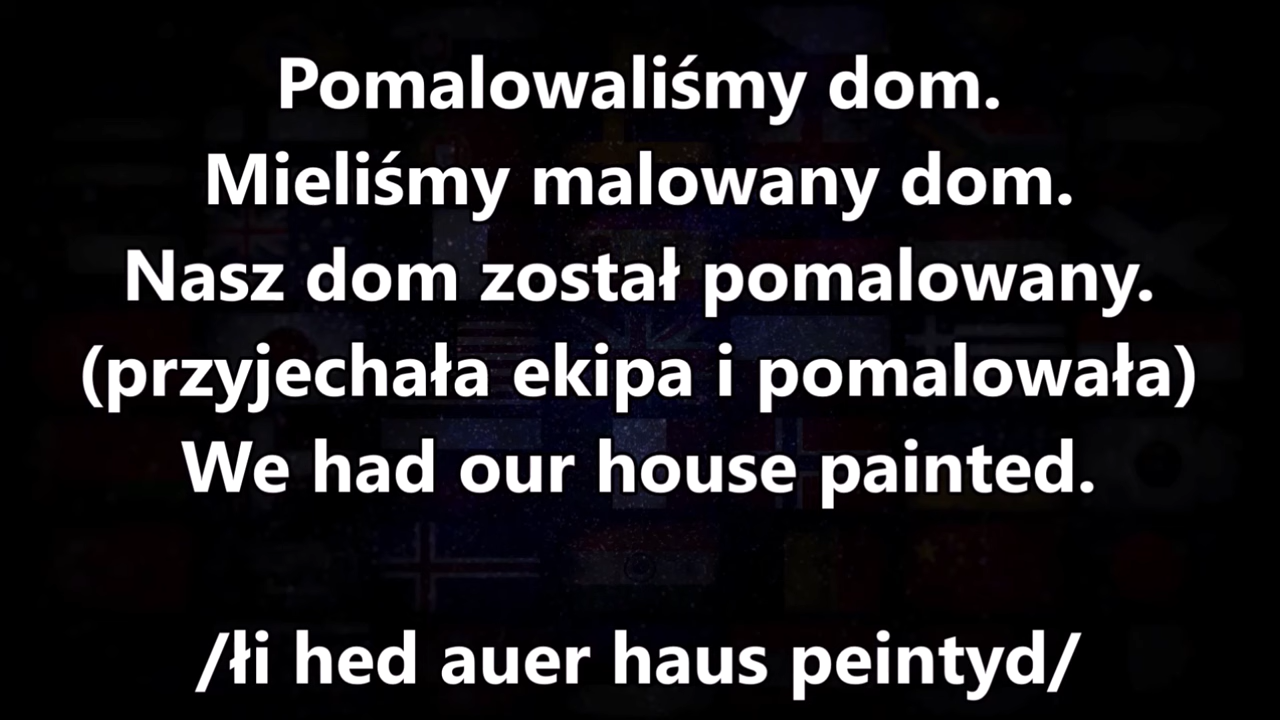 Pomalowaliśmy dom.
Mieliśmy malowany dom.
Nasz dom został pomalowany.
(przyjechała ekipa i pomalowała)
We had our house painted.
/łi hed auer haus peintyd/